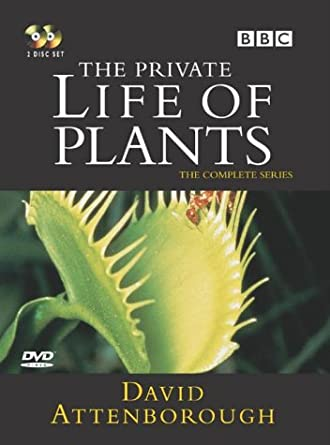 2 DISC SET
BBC
THE PRIVATE
LIFE OF
PLANTS
THE COMPLETE SERIES
DVD
DAVID
ATTENBOROUGH